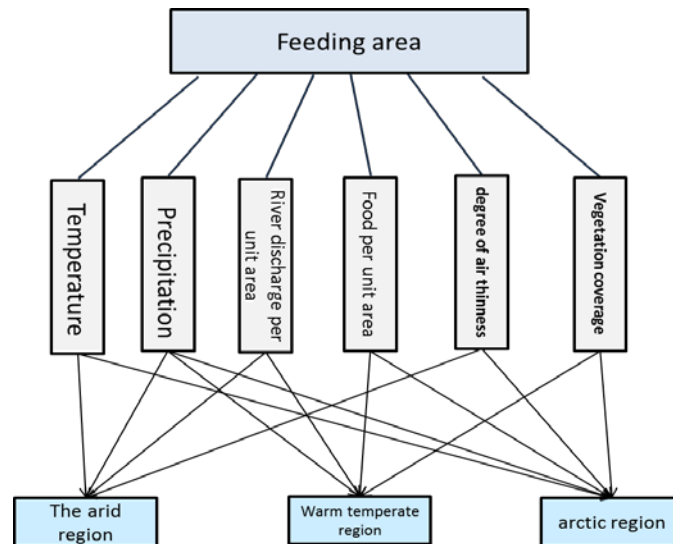 Feeding area
Temperature
Precipitation
River discharge per
unit area
Food per unit area
degree of air thinness
Vegetation coverage
The arid
region
Warm temperate
region
arctic region